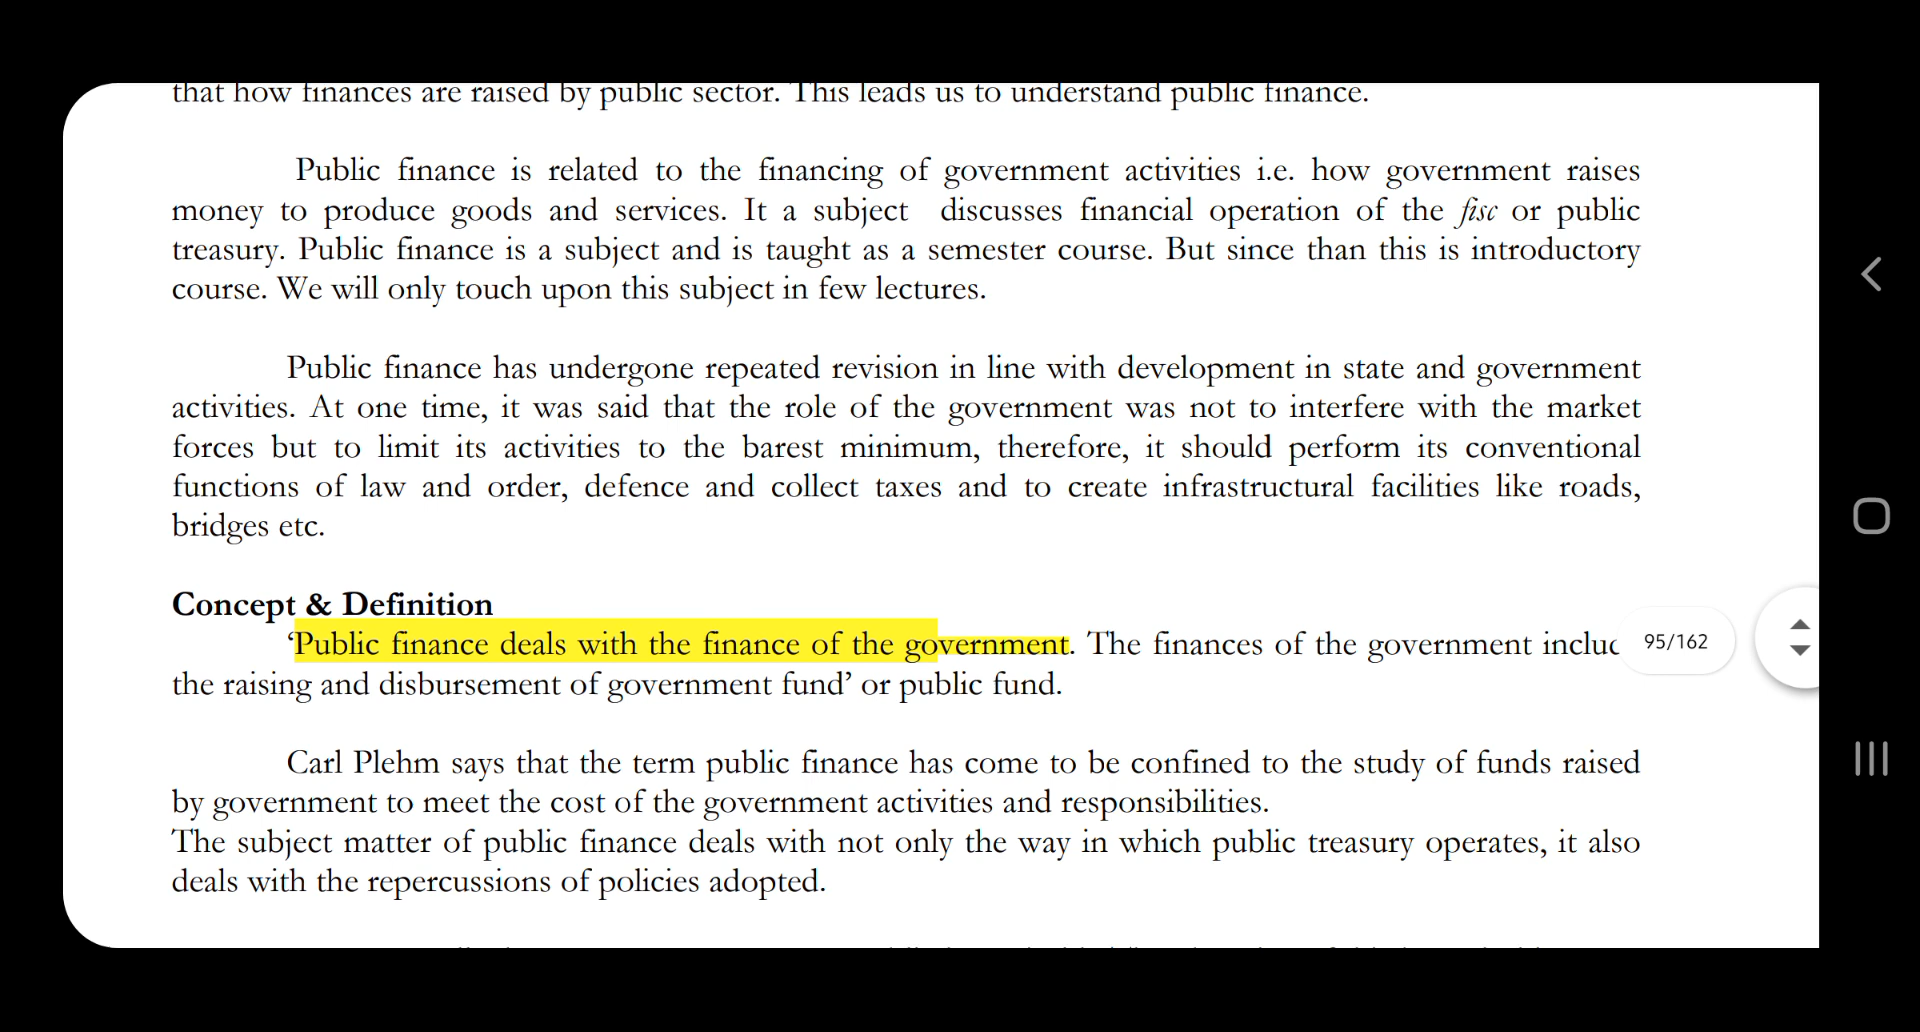 that how finances are raised by public sector. This leads us to understand public finance.
Public finance is related to the financing of government activities i.e. how government raises
money to produce goods and services. It a subject discusses financial operation of the fisc or public
treasury. Public finance is a subject and is taught as a semester course. But since than this is introductory
course. We will only touch upon this subject in few lectures.
Public finance has undergone repeated revision in line with development in state and government
activities. At one time, it was said that the role of the government was not to interfere with the market
forces but to limit its activities to the barest minimum, therefore, it should perform its conventional
functions of law and order, defence and collect taxes and to create infrastructural facilities like roads,
bridges etc.
Concept & Definition
‘Public finance deals with the finance of the government. The finances of the government includ
95/162
the raising and disbursement of government fund’ or public fund.
Carl Plehm says that the term public finance has come to be confined to the study of funds raised
by government to meet the cost of the government activities and responsibilities.
The subject matter of public finance deals with not only the way in which public treasury operates, it also
deals with the repercussions of policies adopted.